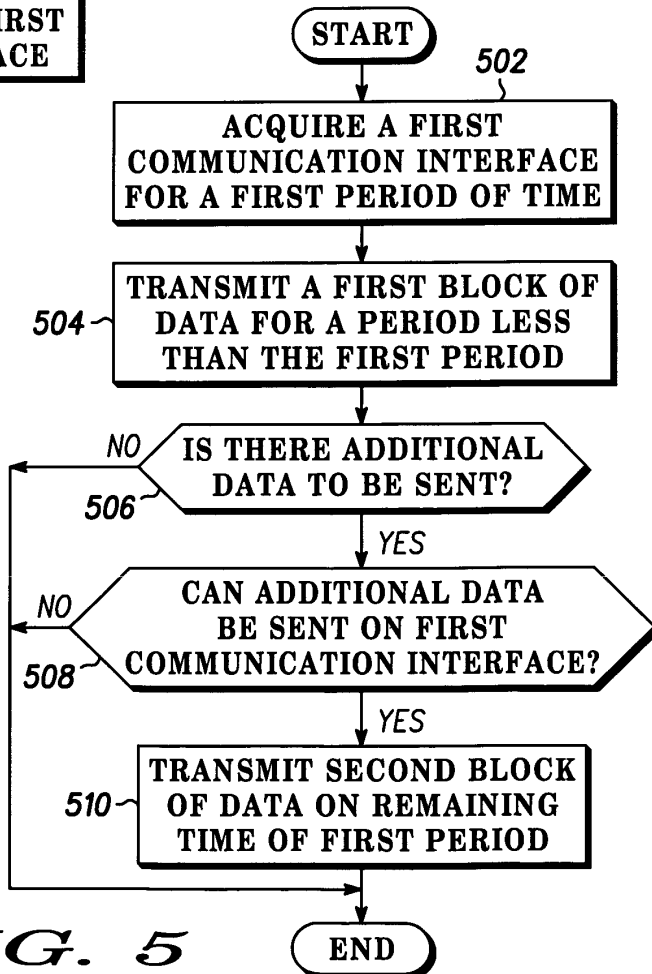 START
502
ACQUIRE A FIRST
COMMUNICATION INTERFACE
FOR A FIRST PERIOD OF TIME
504
TRANSMIT A FIRST BLOCK OF
DATA FOR A PERIOD LESS
THAN THE FIRST PERIOD
NO
IS THERE ADDITIONAL
DATA TO BE SENT?
506
YES
NO
CAN ADDITIONAL DATA
BE SENT ON FIRST
COMMUNICATION INTERFACE?
508
YES
510
TRANSMIT SECOND BLOCK
OF DATA ON REMAINING
TIME OF FIRST PERIOD
END
5